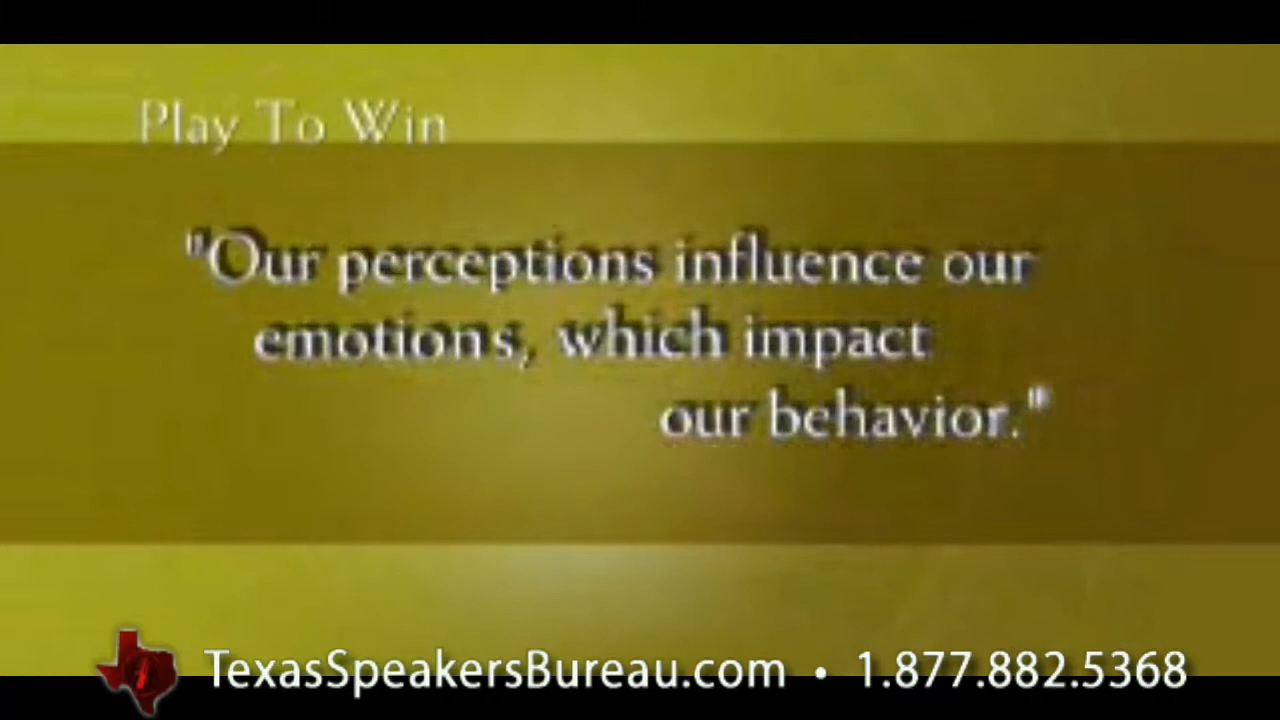 Play To Win
"Our perceptions influence our
emotions, which impact
our behavior."
TexasSpeakersBureau.com • 1.877.882.5368